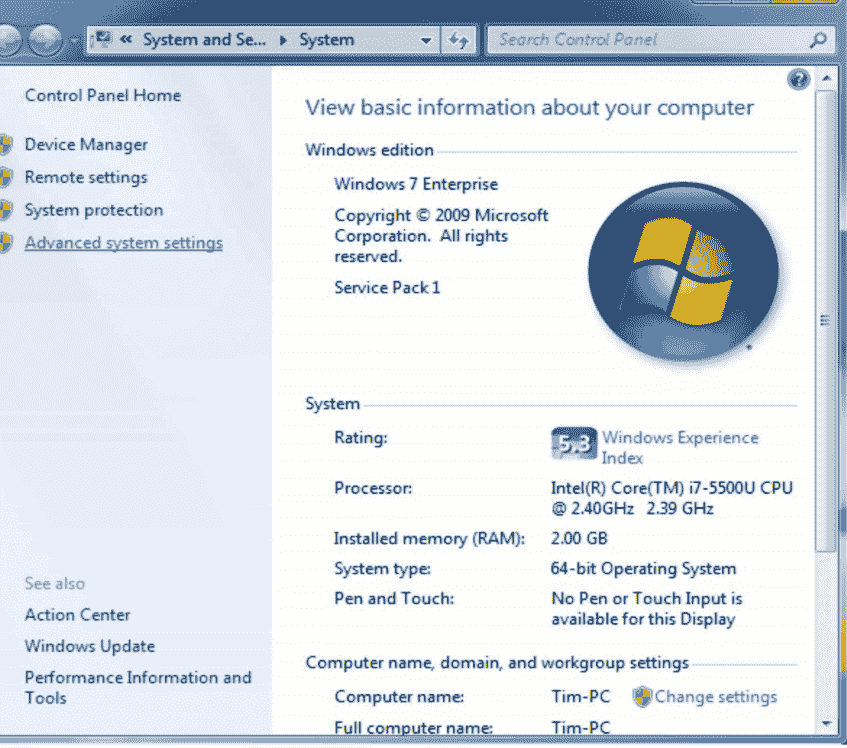 « System and Se... ▸ System
Search Control Panel
Control Panel Home
Device Manager
Remote settings
System protection
Advanced system settings
See also
Action Center
Windows Update
Performance Information and
Tools
View basic information about your computer
Windows edition
Windows 7 Enterprise
Copyright © 2009 Microsoft
Corporation. All rights
reserved.
Service Pack 1
System
Rating: 5.3 Windows Experience
Index
Processor: Intel(R) Core(TM) i7-5500U CPU
@ 2.40GHz 2.39 GHz
Installed memory (RAM): 2.00 GB
System type: 64-bit Operating System
Pen and Touch: No Pen or Touch Input is
available for this Display
Computer name, domain, and workgroup settings
Computer name: Tim-PC Change settings
Full computer name: Tim-PC